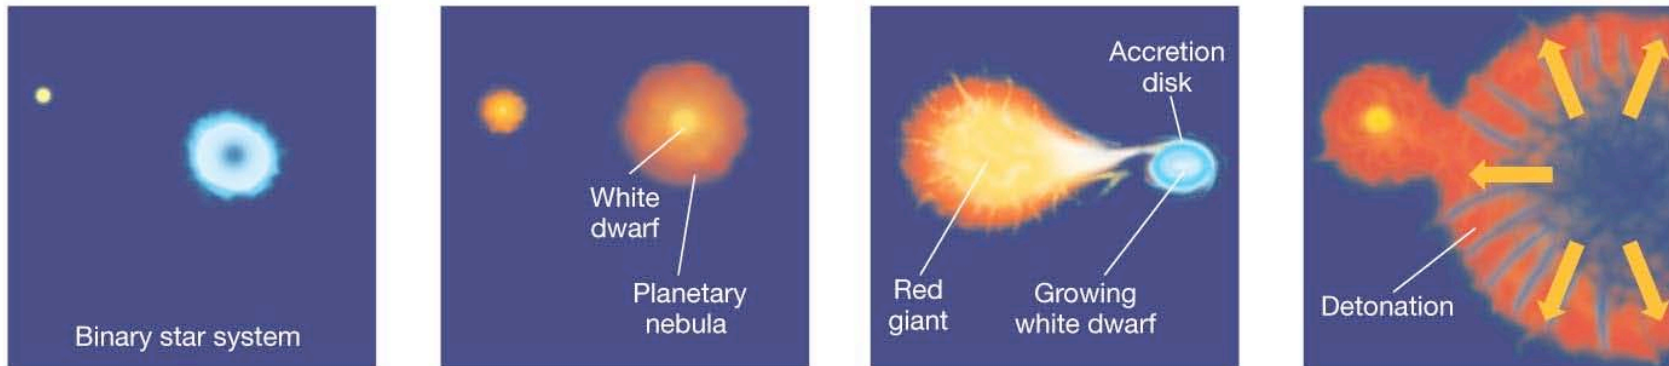 Binary star system
White
dwarf
Planetary
nebula
Accretion
disk
Red
giant
Growing
white dwarf
Detonation